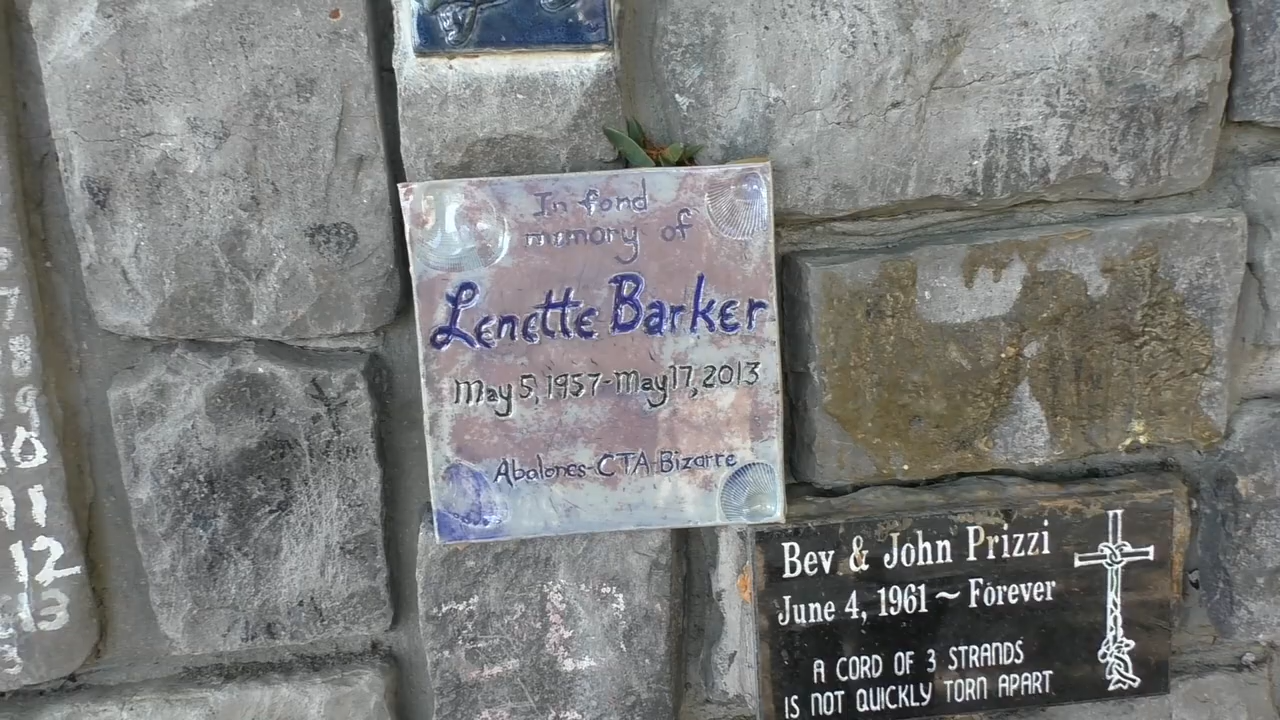 In fond
memory of
Lenette Barker
May 5, 1957-May 17, 2013
Abalones-CTA-Bizarre
Bev & John Prizzi
June 4, 1961 ~ Forever
A CORD OF 3 STRANDS
IS NOT QUICKLY TORN APART
7
8
9
10
11
12
13